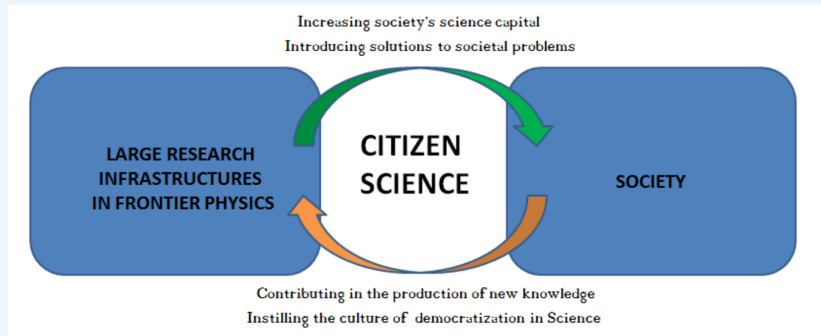 Increasing society's science capital
Introducing solutions to societal problems
LARGE RESEARCH
INFRASTRUCTURES
IN FRONTIER PHYSICS
CITIZEN
SCIENCE
SOCIETY
Contributing in the production of new knowledge
Instilling the culture of democratization in Science